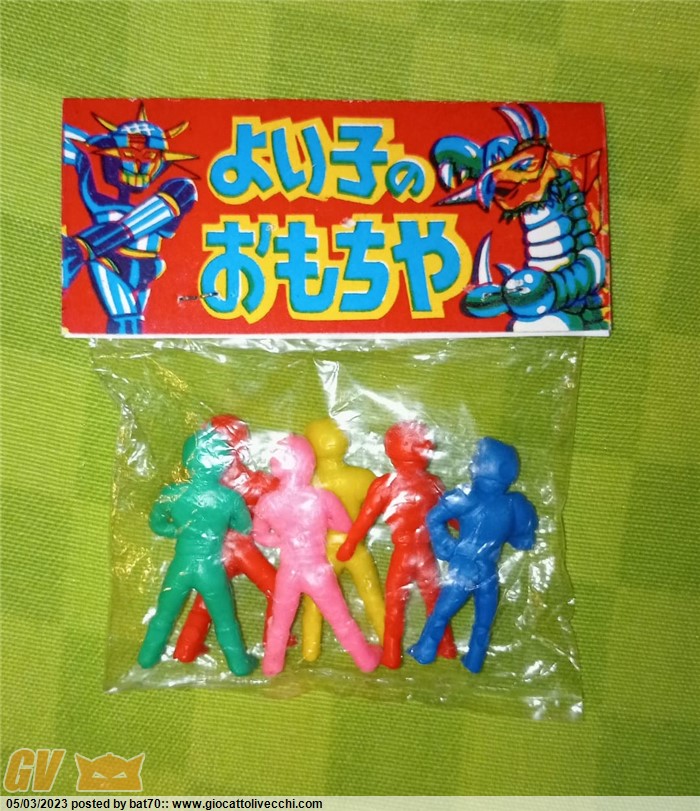 よい子の
おもちゃ
GV
05/03/2023 posted by bat70:: www.giocattolivecchi.com